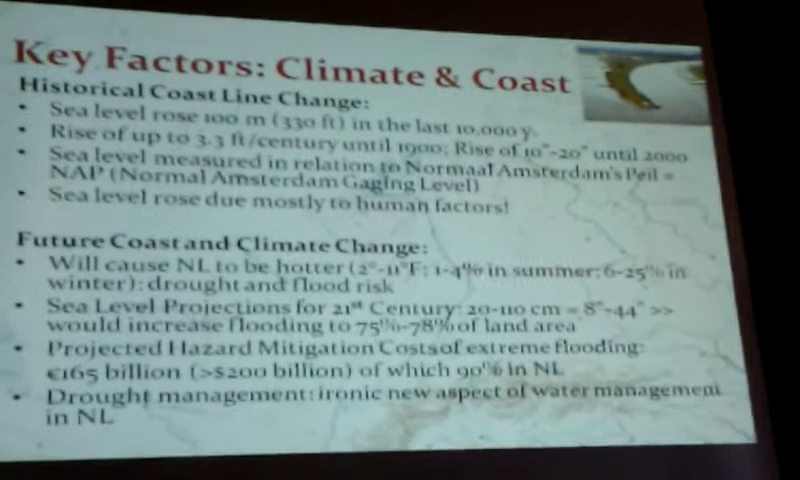 Key Factors: Climate & Coast
Historical Coast Line Change:
• Sea level rose 100 m (330 ft) in the last 10,000 y.
• Rise of up to 3.3 ft/century until 1900; Rise of 10"-20" until 2000
• Sea level measured in relation to Normaal Amsterdam's Peil =
NAP (Normal Amsterdam Gaging Level)
• Sea level rose due mostly to human factors!
Future Coast and Climate Change:
• Will cause NL to be hotter (2°-11°F; 1-4% in summer; 6-25% in
winter): drought and flood risk
• Sea Level Projections for 21st Century: 20-110 cm = 8"-44" >>
would increase flooding to 75%-78% of land area
• Projected Hazard Mitigation Costs of extreme flooding:
€165 billion (>$200 billion) of which 90% in NL
• Drought management: ironic new aspect of water management
in NL